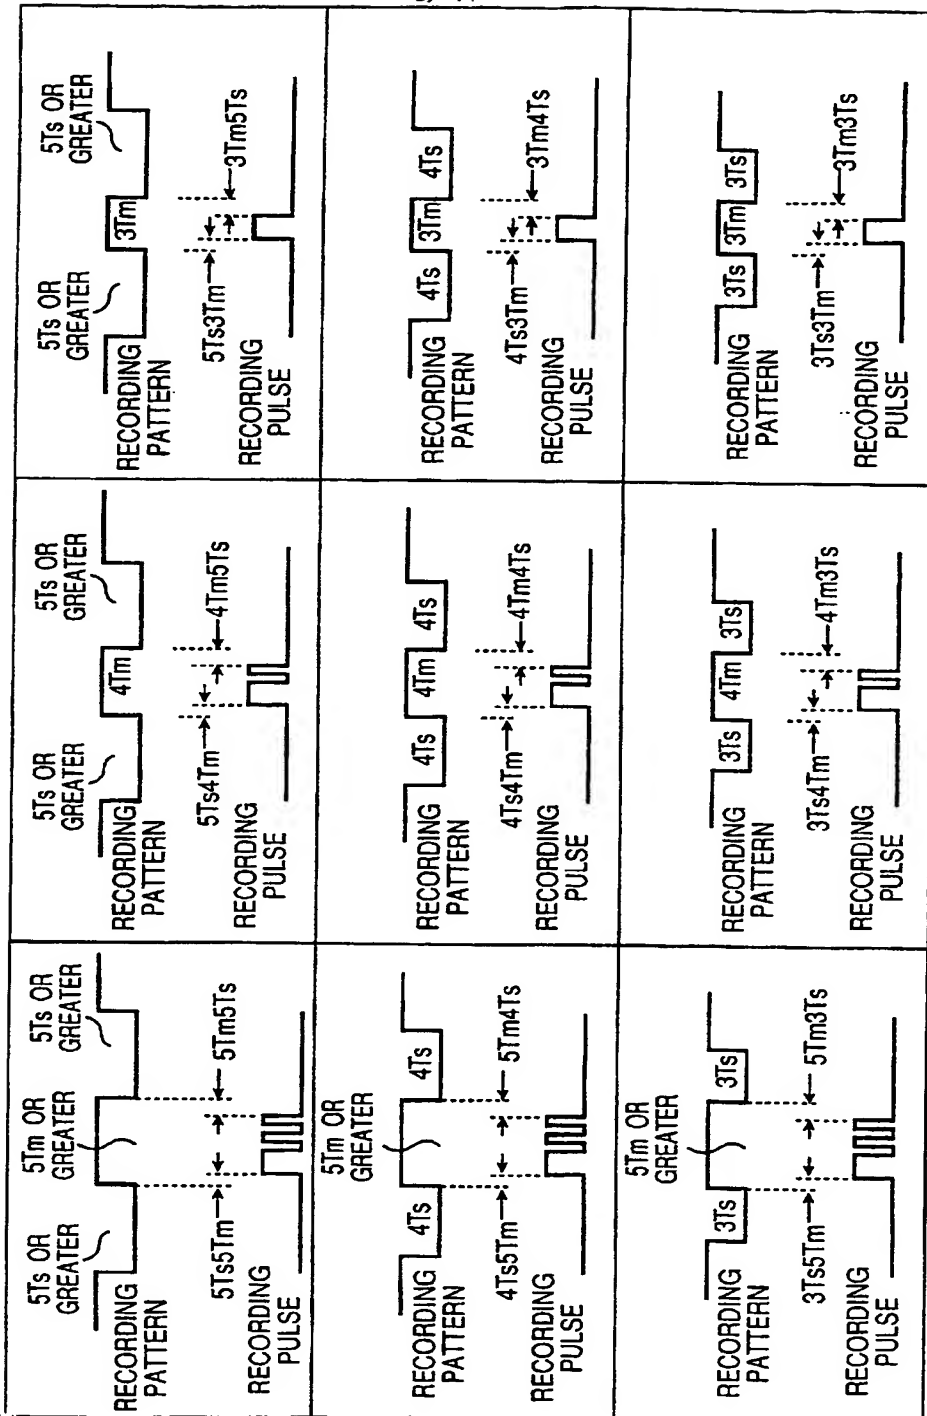 5Ts OR
GREATER
5Tm OR
GREATER
5Ts OR
GREATER
RECORDING
PATTERN
5Ts5Tm
5Tm5Ts
RECORDING
PULSE
5Ts OR
GREATER
5Ts OR
GREATER
4Tm
RECORDING
PATTERN
5Ts4Tm
4Tm5Ts
RECORDING
PULSE
5Ts OR
GREATER
5Ts OR
GREATER
3Tm
RECORDING
PATTERN
5Ts3Tm
3Tm5Ts
RECORDING
PULSE
5Tm OR
GREATER
4Ts
4Ts
RECORDING
PATTERN
4Ts5Tm
5Tm4Ts
RECORDING
PULSE
4Ts
4Tm
4Ts
RECORDING
PATTERN
4Ts4Tm
4Tm4Ts
RECORDING
PULSE
4Ts
3Tm
4Ts
RECORDING
PATTERN
4Ts3Tm
3Tm4Ts
RECORDING
PULSE
5Tm OR
GREATER
3Ts
3Ts
RECORDING
PATTERN
3Ts5Tm
5Tm3Ts
RECORDING
PULSE
3Ts
4Tm
3Ts
RECORDING
PATTERN
3Ts4Tm
4Tm3Ts
RECORDING
PULSE
3Ts
3Tm
3Ts
RECORDING
PATTERN
3Ts3Tm
3Tm3Ts
RECORDING
PULSE